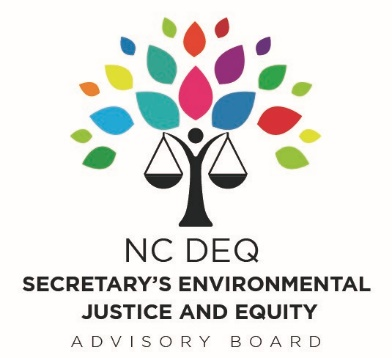 NC DEQ
SECRETARY'S ENVIRONMENTAL
JUSTICE AND EQUITY
ADVISORY BOARD